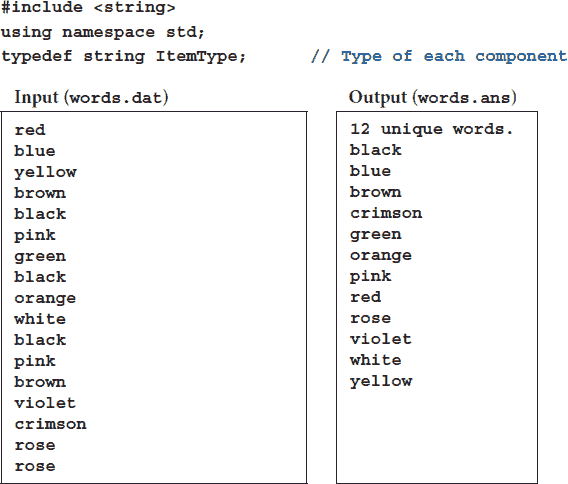 #include <string>
using namespace std;
typedef string ItemType; // Type of each component
Input (words.dat)
red
blue
yellow
brown
black
pink
green
black
orange
white
black
pink
brown
violet
crimson
rose
rose
Output (words.ans)
12 unique words.
black
blue
brown
crimson
green
orange
pink
red
rose
violet
white
yellow